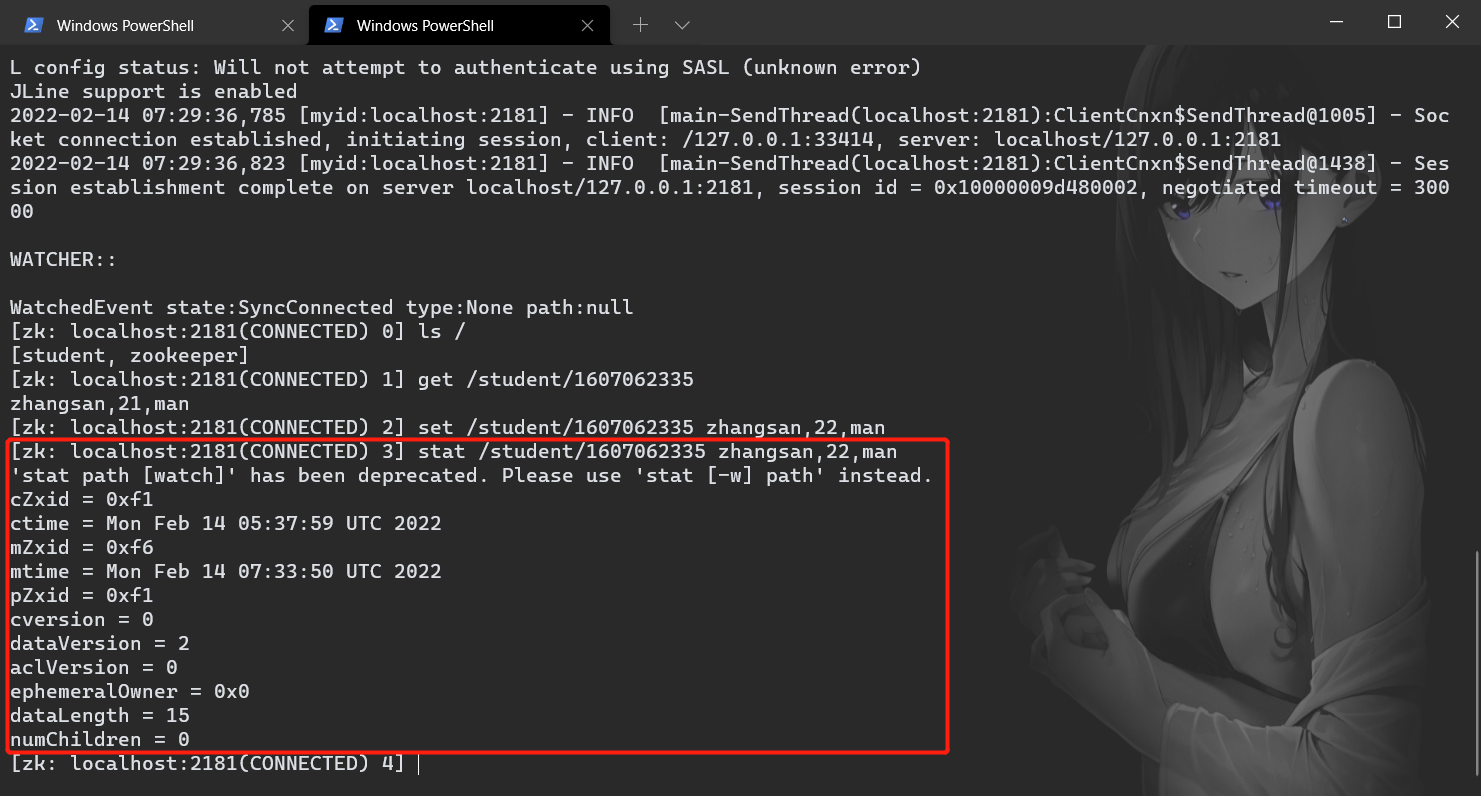 Windows PowerShell
Windows PowerShell
L config status: Will not attempt to authenticate using SASL (unknown error)
JLine support is enabled
2022-02-14 07:29:36,785 [myid:localhost:2181] - INFO  [main-SendThread(localhost:2181):ClientCnxn$SendThread@1005] - Soc
ket connection established, initiating session, client: /127.0.0.1:33414, server: localhost/127.0.0.1:2181
2022-02-14 07:29:36,823 [myid:localhost:2181] - INFO  [main-SendThread(localhost:2181):ClientCnxn$SendThread@1438] - Ses
sion establishment complete on server localhost/127.0.0.1:2181, session id = 0x10000009d480002, negotiated timeout = 300
00
WATCHER::
WatchedEvent state:SyncConnected type:None path:null
[zk: localhost:2181(CONNECTED) 0] ls /
[student, zookeeper]
[zk: localhost:2181(CONNECTED) 1] get /student/1607062335
zhangsan,21,man
[zk: localhost:2181(CONNECTED) 2] set /student/1607062335 zhangsan,22,man
[zk: localhost:2181(CONNECTED) 3] stat /student/1607062335 zhangsan,22,man
'stat path [watch]' has been deprecated. Please use 'stat [-w] path' instead.
cZxid = 0xf1
ctime = Mon Feb 14 05:37:59 UTC 2022
mZxid = 0xf6
mtime = Mon Feb 14 07:33:50 UTC 2022
pZxid = 0xf1
cversion = 0
dataVersion = 2
aclVersion = 0
ephemeralOwner = 0x0
dataLength = 15
numChildren = 0
[zk: localhost:2181(CONNECTED) 4]